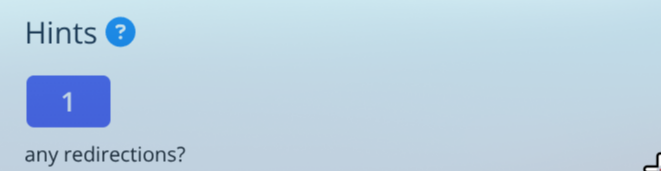 Hints ?
1
any redirections?